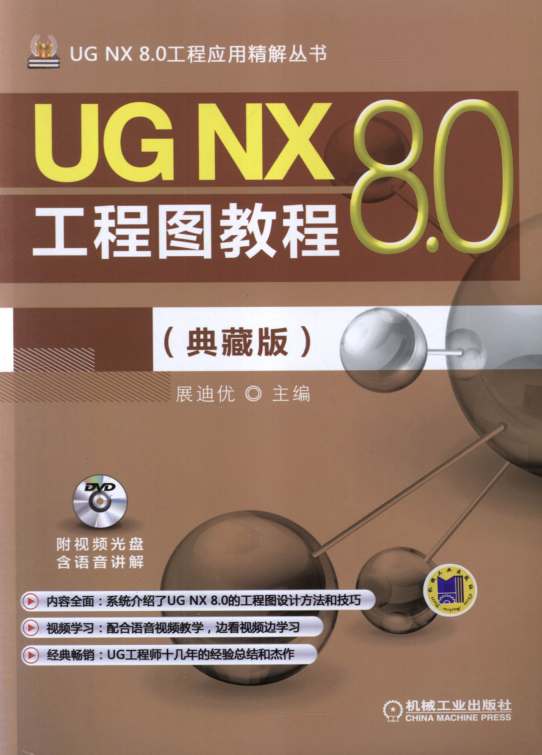 UG NX 8.0工程应用精解丛书
UG NX 8.0
工程图教程
（典藏版）
展迪优 ◎ 主编
DVD
附视频光盘
含语音讲解
内容全面：系统介绍了UG NX 8.0的工程图设计方法和技巧
视频学习：配合语音视频教学，边看视频边学习
经典畅销：UG工程师十几年的经验总结和杰作
机械工业出版社
CHINA MACHINE PRESS